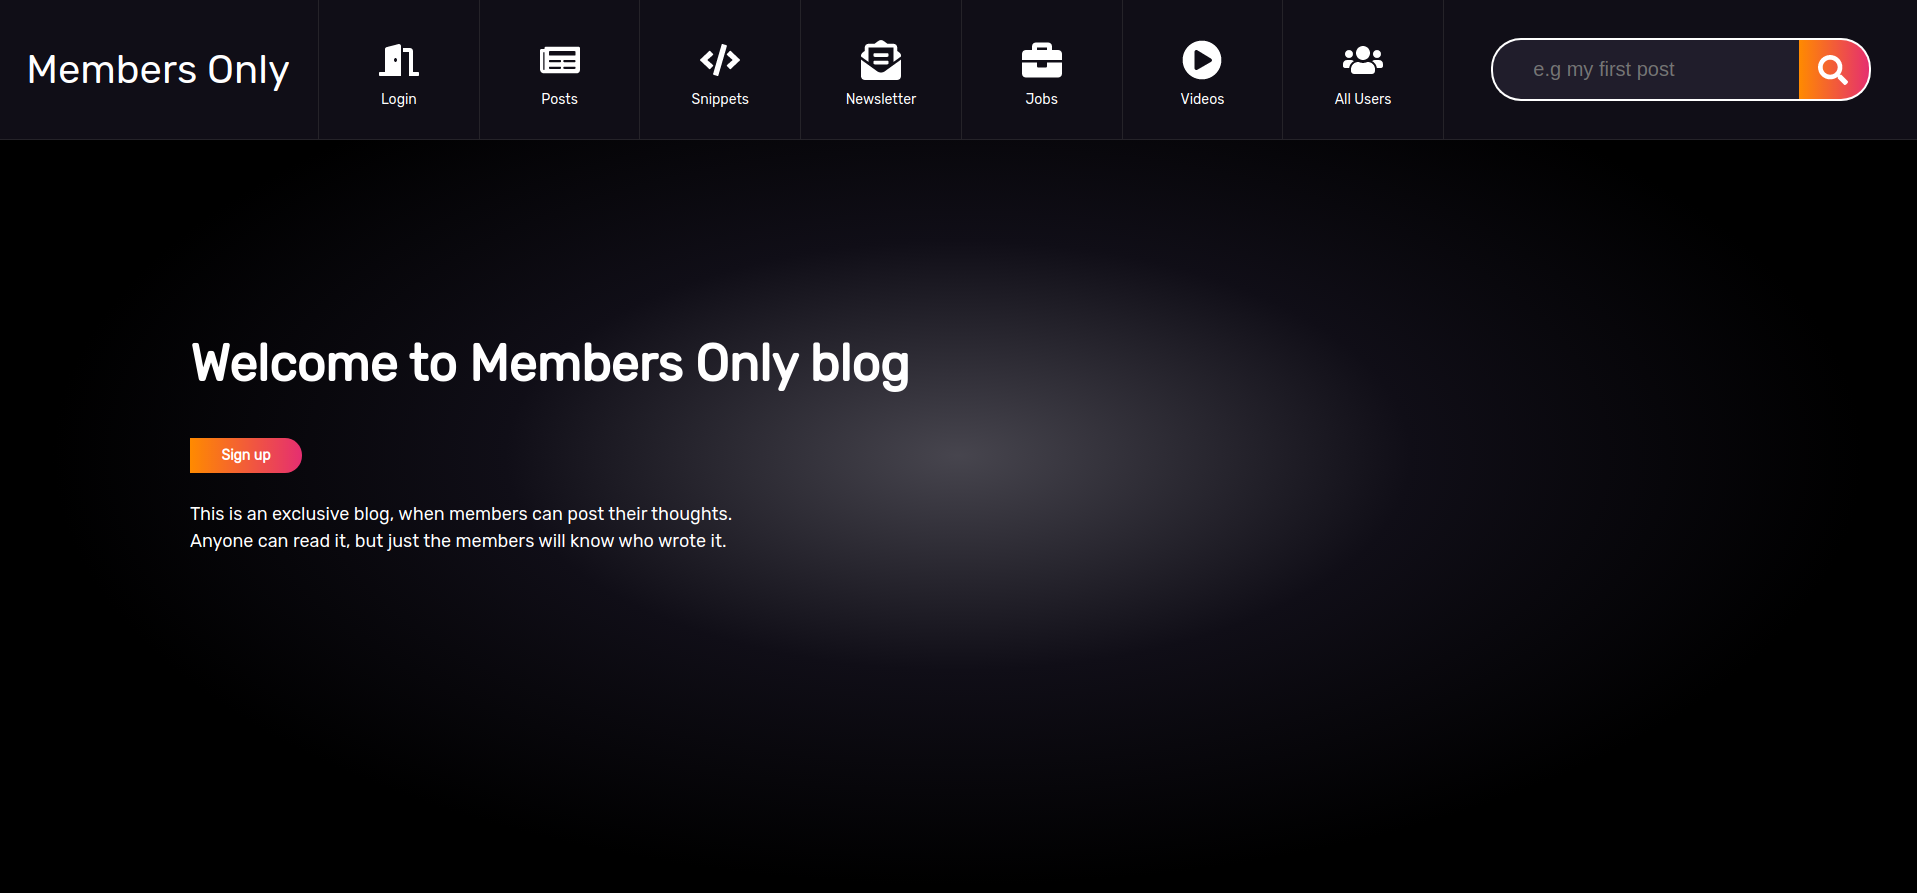 Members Only
Login
Posts
Snippets
Newsletter
Jobs
Videos
All Users
e.g my first post
Welcome to Members Only blog
Sign up
This is an exclusive blog, when members can post their thoughts.
Anyone can read it, but just the members will know who wrote it.